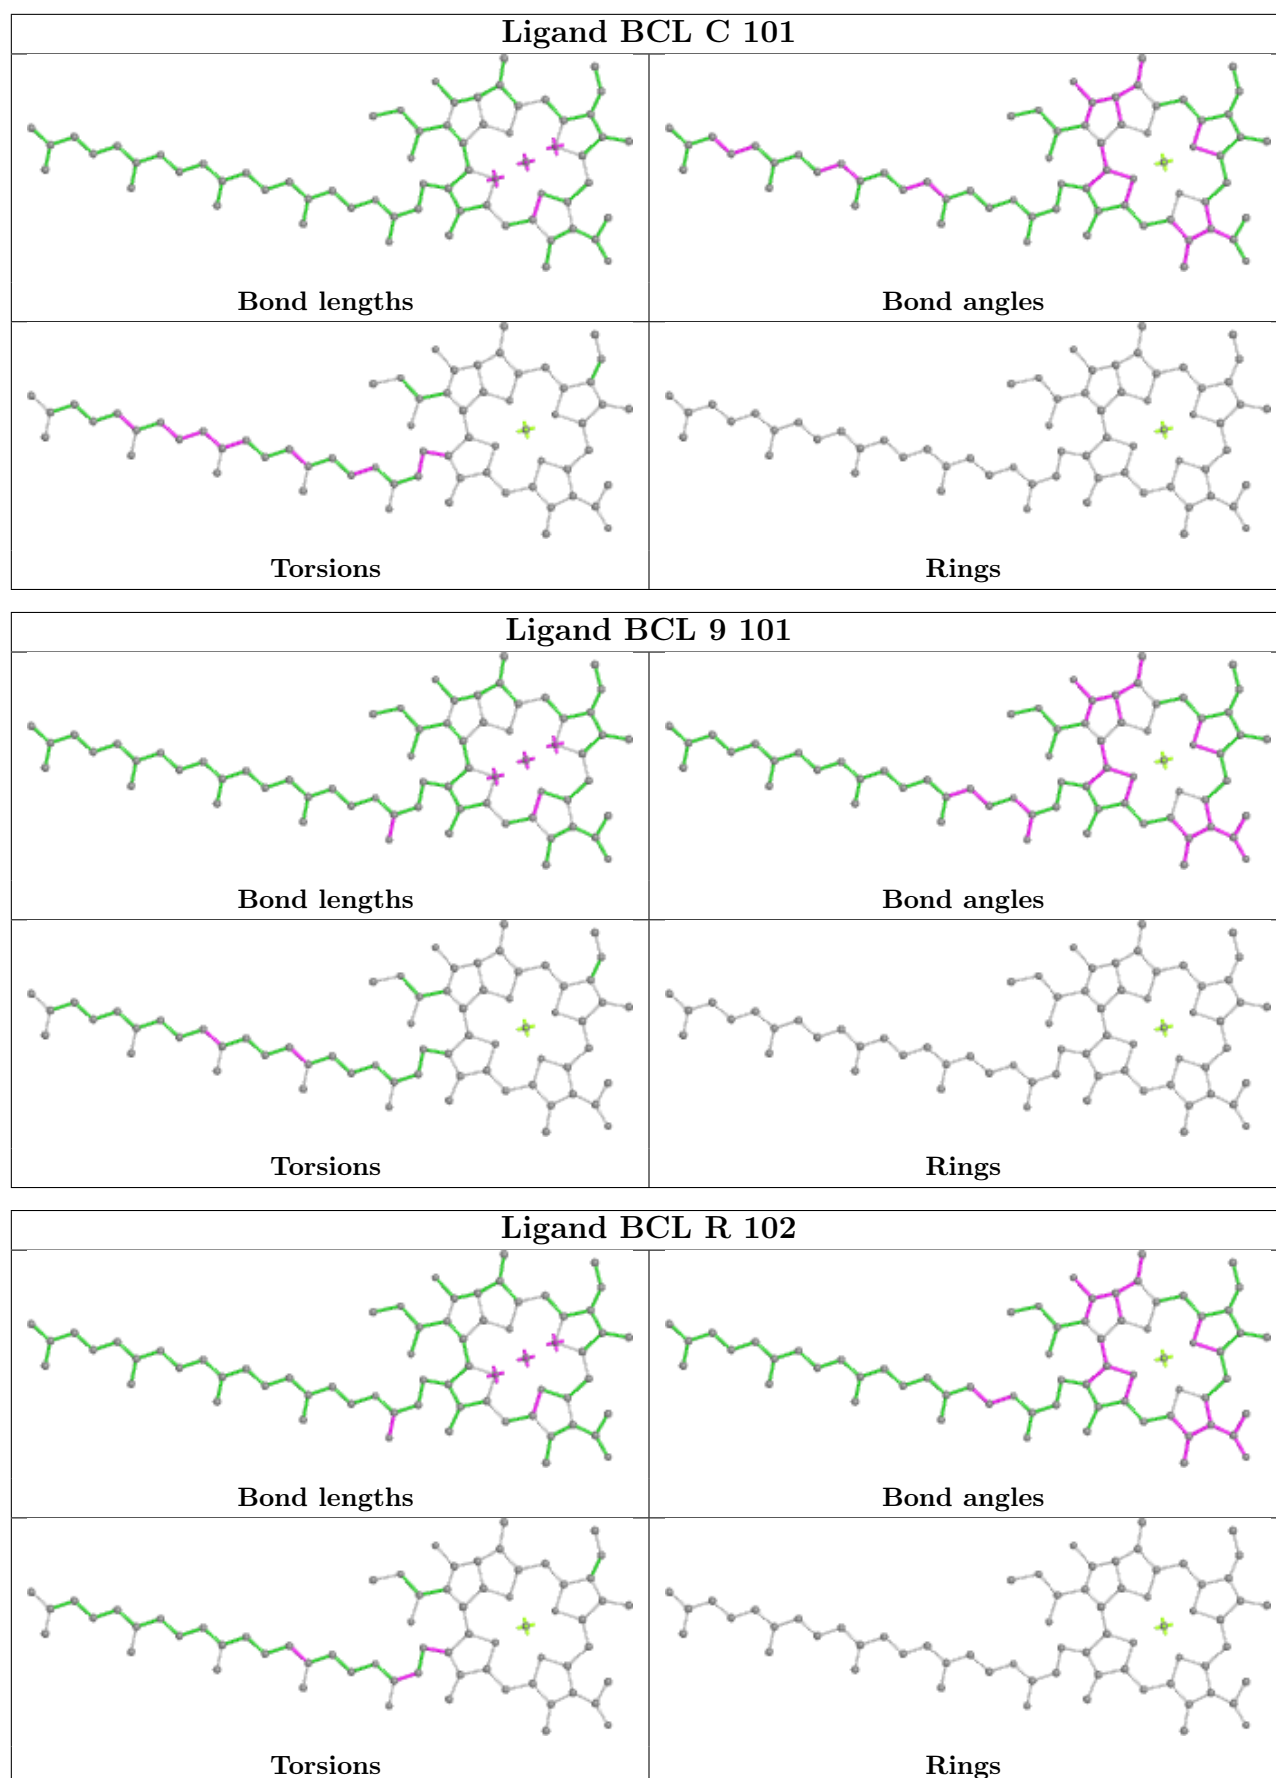 Ligand BCL C 101
Bond lengths
Bond angles
Torsions
Rings
Ligand BCL 9 101
Bond lengths
Bond angles
Torsions
Rings
Ligand BCL R 102
Bond lengths
Bond angles
Torsions
Rings